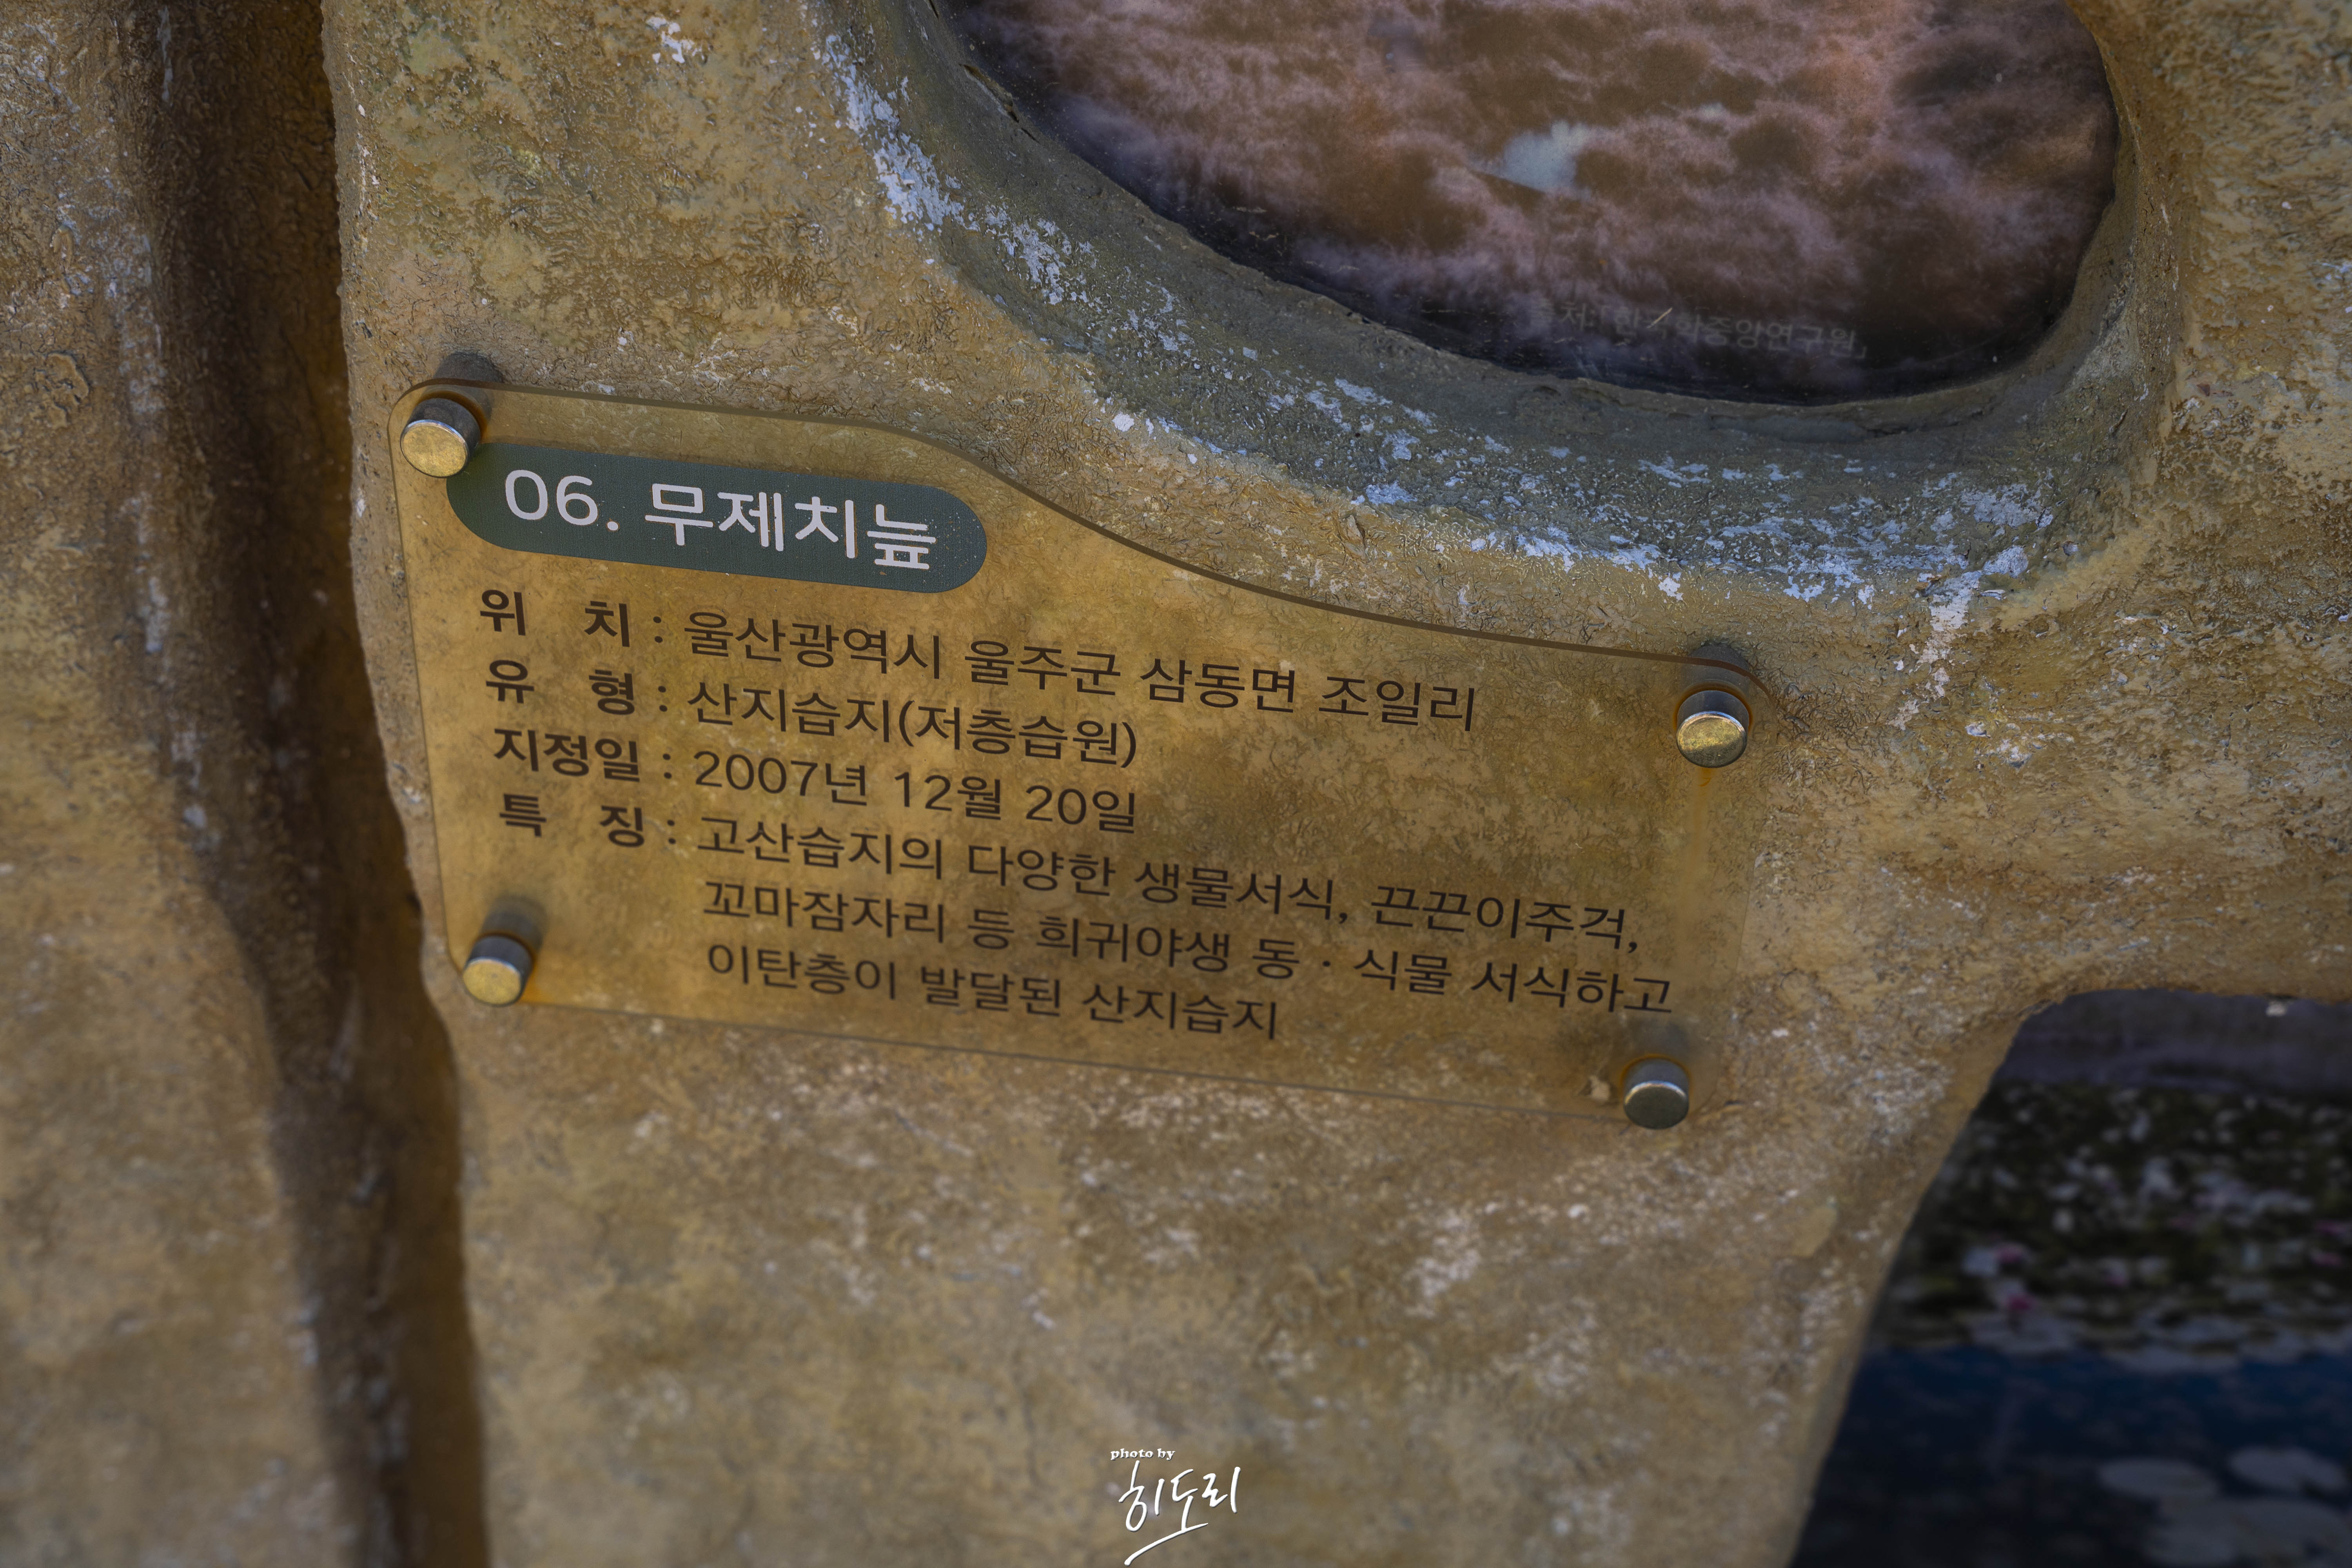 06. 무제치늪
위 치 : 울산광역시 울주군 삼동면 조일리
유 형 : 산지습지(저층습원)
지정일 : 2007년 12월 20일
특 징 : 고산습지의 다양한 생물서식, 끈끈이주걱,
꼬마잠자리 등 희귀야생 동·식물 서식하고
이탄층이 발달된 산지습지
photo by
히도리